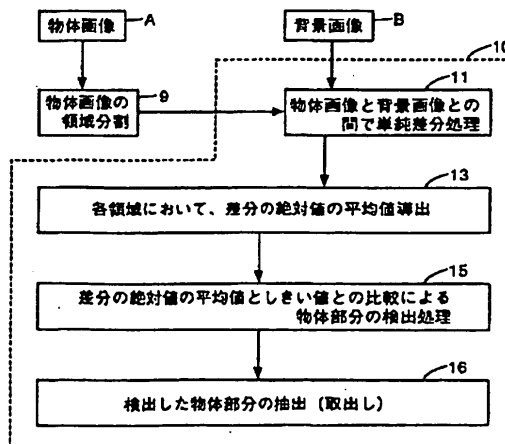 物体画像
A
背景画像
B
10
9
物体画像の
領域分割
11
物体画像と背景画像との
間で単純差分処理
13
各領域において、差分の絶対値の平均値導出
15
差分の絶対値の平均値としきい値との比較による
物体部分の検出処理
16
検出した物体部分の抽出（取出し）